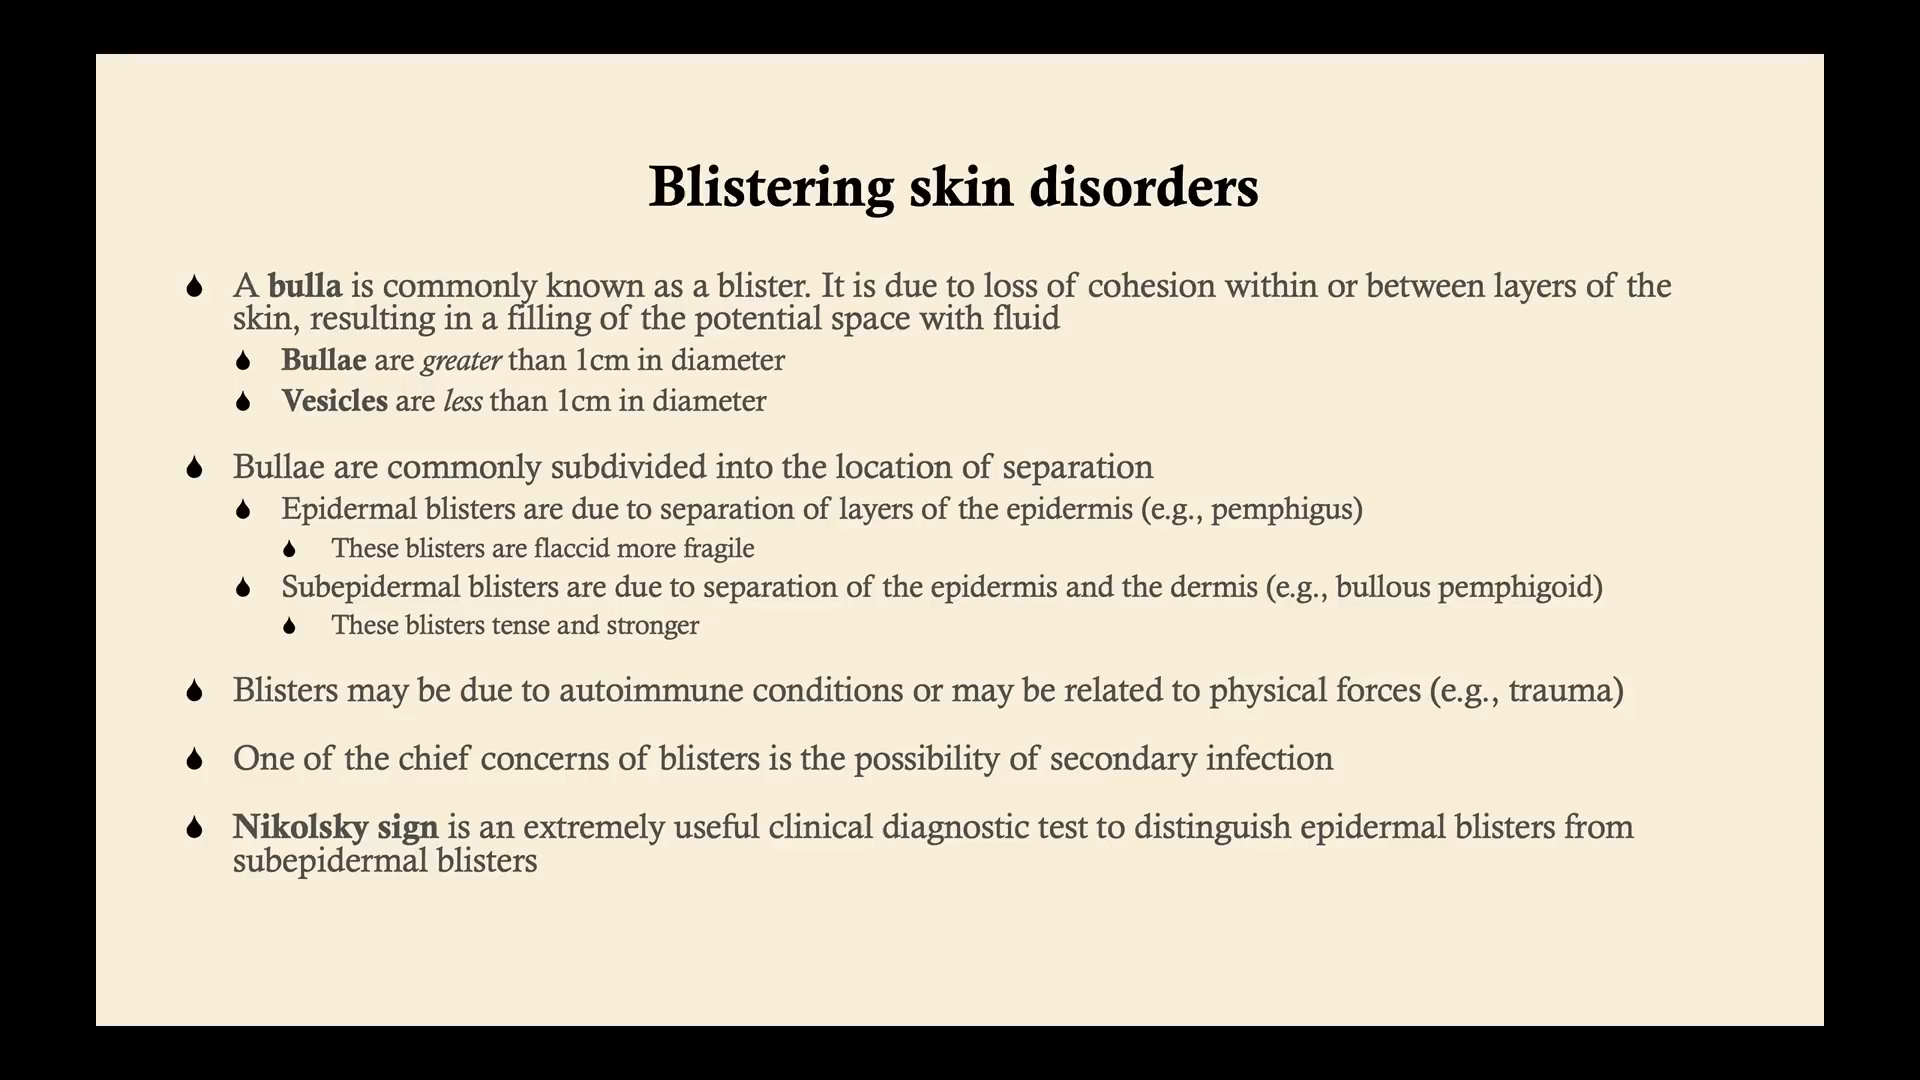 Blistering skin disorders
A bulla is commonly known as a blister. It is due to loss of cohesion within or between layers of the
skin, resulting in a filling of the potential space with fluid
Bullae are greater than 1cm in diameter
Vesicles are less than 1cm in diameter
Bullae are commonly subdivided into the location of separation
Epidermal blisters are due to separation of layers of the epidermis (e.g., pemphigus)
These blisters are flaccid more fragile
Subepidermal blisters are due to separation of the epidermis and the dermis (e.g., bullous pemphigoid)
These blisters tense and stronger
Blisters may be due to autoimmune conditions or may be related to physical forces (e.g., trauma)
One of the chief concerns of blisters is the possibility of secondary infection
Nikolsky sign is an extremely useful clinical diagnostic test to distinguish epidermal blisters from
subepidermal blisters